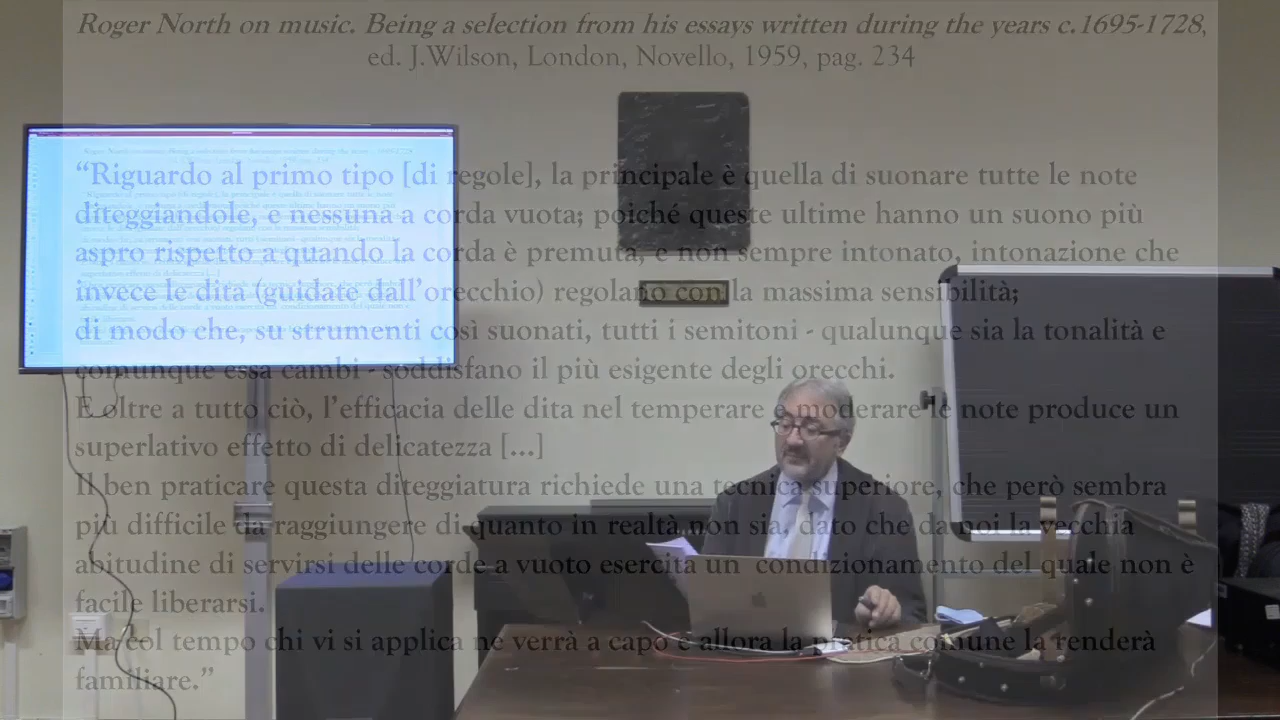 Roger North on music. Being a selection from his essays written during the years c.1695-1728,
ed. J.Wilson, London, Novello, 1959, pag. 234
“Riguardo al primo tipo [di regole], la principale è quella di suonare tutte le note
diteggiandole, e nessuna a corda vuota; poiché queste ultime hanno un suono più
aspro rispetto a quando la corda è premuta, e non sempre intonato, intonazione che
invece le dita (guidate dall’orecchio) regolano con la massima sensibilità;
di modo che, su strumenti così suonati, tutti i semitoni - qualunque sia la tonalità e
comunque essa cambi - soddisfano il più esigente degli orecchi.
E oltre a tutto ciò, l’efficacia delle dita nel temperare e moderare le note produce un
superlativo effetto di delicatezza [...]
Il ben praticare questa diteggiatura richiede una tecnica superiore, che però sembra
più difficile da raggiungere di quanto in realtà non sia, dato che da noi la vecchia
abitudine di servirsi delle corde a vuoto esercita un condizionamento del quale non è
facile liberarsi.
Ma col tempo chi vi si applica ne verrà a capo e allora la pratica comune la renderà
familiare.”